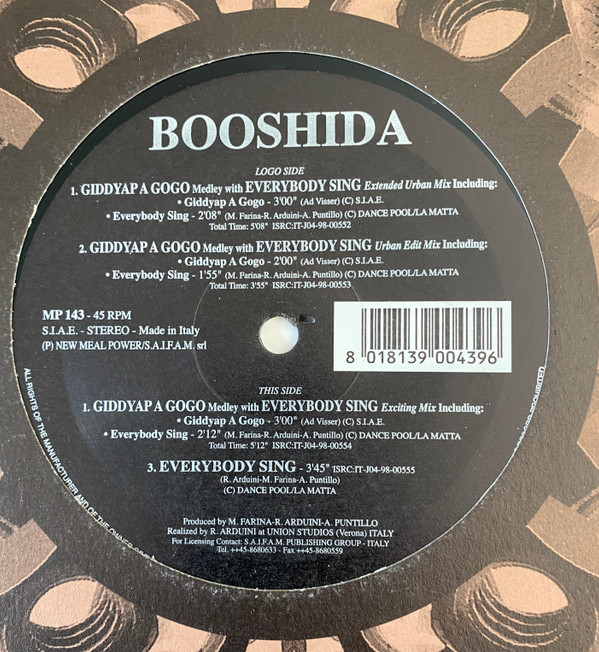 BOOSHIDA
LOGO SIDE
1. GIDDYAP A GOGO Medley with EVERYBODY SING Extended Urban Mix Including:
• Giddyap A Gogo - 3'00" (Ad Visser) (C) S.I.A.E.
• Everybody Sing - 2'08" (M. Farina-R. Arduini-A. Puntillo) (C) DANCE POOL/LA MATTA
Total Time: 5'08" ISRC:IT-J04-98-00552
2. GIDDYAP A GOGO Medley with EVERYBODY SING Urban Edit Mix Including:
• Giddyap A Gogo - 2'00" (Ad Visser) (C) S.I.A.E.
• Everybody Sing - 1'55" (M. Farina-R. Arduini-A. Puntillo) (C) DANCE POOL/LA MATTA
Total Time: 3'55" ISRC:IT-J04-98-00553
MP 143 - 45 RPM
S.I.A.E. - STEREO - Made in Italy
(P) NEW MEAL POWER/S.A.I.F.A.M. srl
8 018139 004396
THIS SIDE
1. GIDDYAP A GOGO Medley with EVERYBODY SING Exciting Mix Including:
• Giddyap A Gogo - 3'00" (Ad Visser) (C) S.I.A.E.
• Everybody Sing - 2'12" (M. Farina-R. Arduini-A. Puntillo) (C) DANCE POOL/LA MATTA
Total Time: 5'12" ISRC:IT-J04-98-00554
3. EVERYBODY SING - 3'45" ISRC:IT-J04-98-00555
(R. Arduini-M. Farina-A. Puntillo)
(C) DANCE POOL/LA MATTA
Produced by M. FARINA-R. ARDUINI-A. PUNTILLO
Realized by R. ARDUINI at UNION STUDIOS (Verona) ITALY
For Licensing Contact: S.A.I.F.A.M. PUBLISHING GROUP - ITALY
Tel. ++45-8680633 - Fax ++45-8680559
ALL RIGHTS OF THE MANUFACTURER AND OF THE OWNER